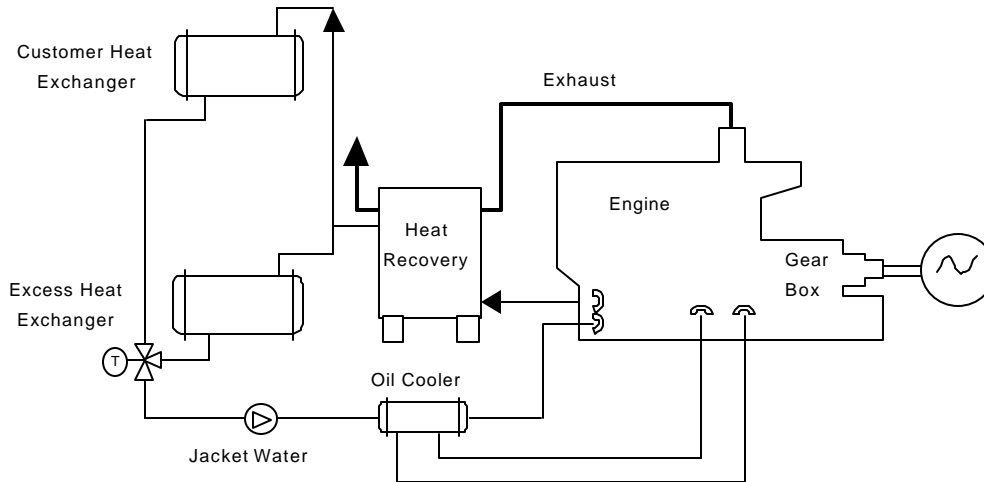 Customer Heat
Exchanger
Exhaust
Engine
Heat
Recovery
Gear
Box
Excess Heat
Exchanger
T
Oil Cooler
Jacket Water